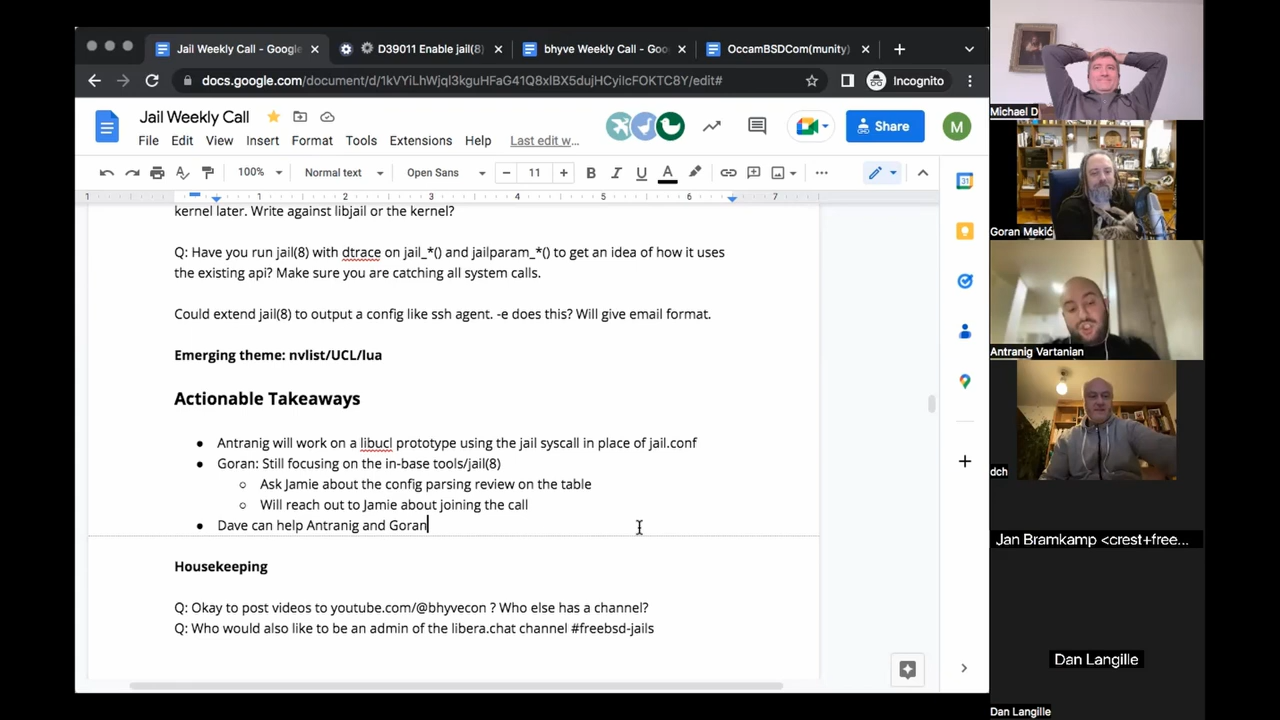 Jail Weekly Call - Google
D39011 Enable jail(8)
bhyve Weekly Call - Goo
OccamBSDCom(munity)
docs.google.com/document/d/1kVYiLhWjqI3kguHFaG41Q8xIBX5dujHCyilcFOKTC8Y/edit#
Incognito
Jail Weekly Call
File Edit View Insert Format Tools Extensions Help Last edit w...
Share
M
100% Normal text Open Sans 11 B I U A
1 1 2 3 4 5 6 7
kernel later. Write against libjail or the kernel?
Q: Have you run jail(8) with dtrace on jail_*() and jailparam_*() to get an idea of how it uses
the existing api? Make sure you are catching all system calls.
Could extend jail(8) to output a config like ssh agent. -e does this? Will give email format.
Emerging theme: nvlist/UCL/lua
Actionable Takeaways
Antranig will work on a libucl prototype using the jail syscall in place of jail.conf
Goran: Still focusing on the in-base tools/jail(8)
Ask Jamie about the config parsing review on the table
Will reach out to Jamie about joining the call
Dave can help Antranig and Goran
Housekeeping
Q: Okay to post videos to youtube.com/@bhyvecon ? Who else has a channel?
Q: Who would also like to be an admin of the libera.chat channel #freebsd-jails
31
Michael D
Goran Mekić
Antranig Vartanian
dch
Jan Bramkamp <crest+free...
Dan Langille
Dan Langille